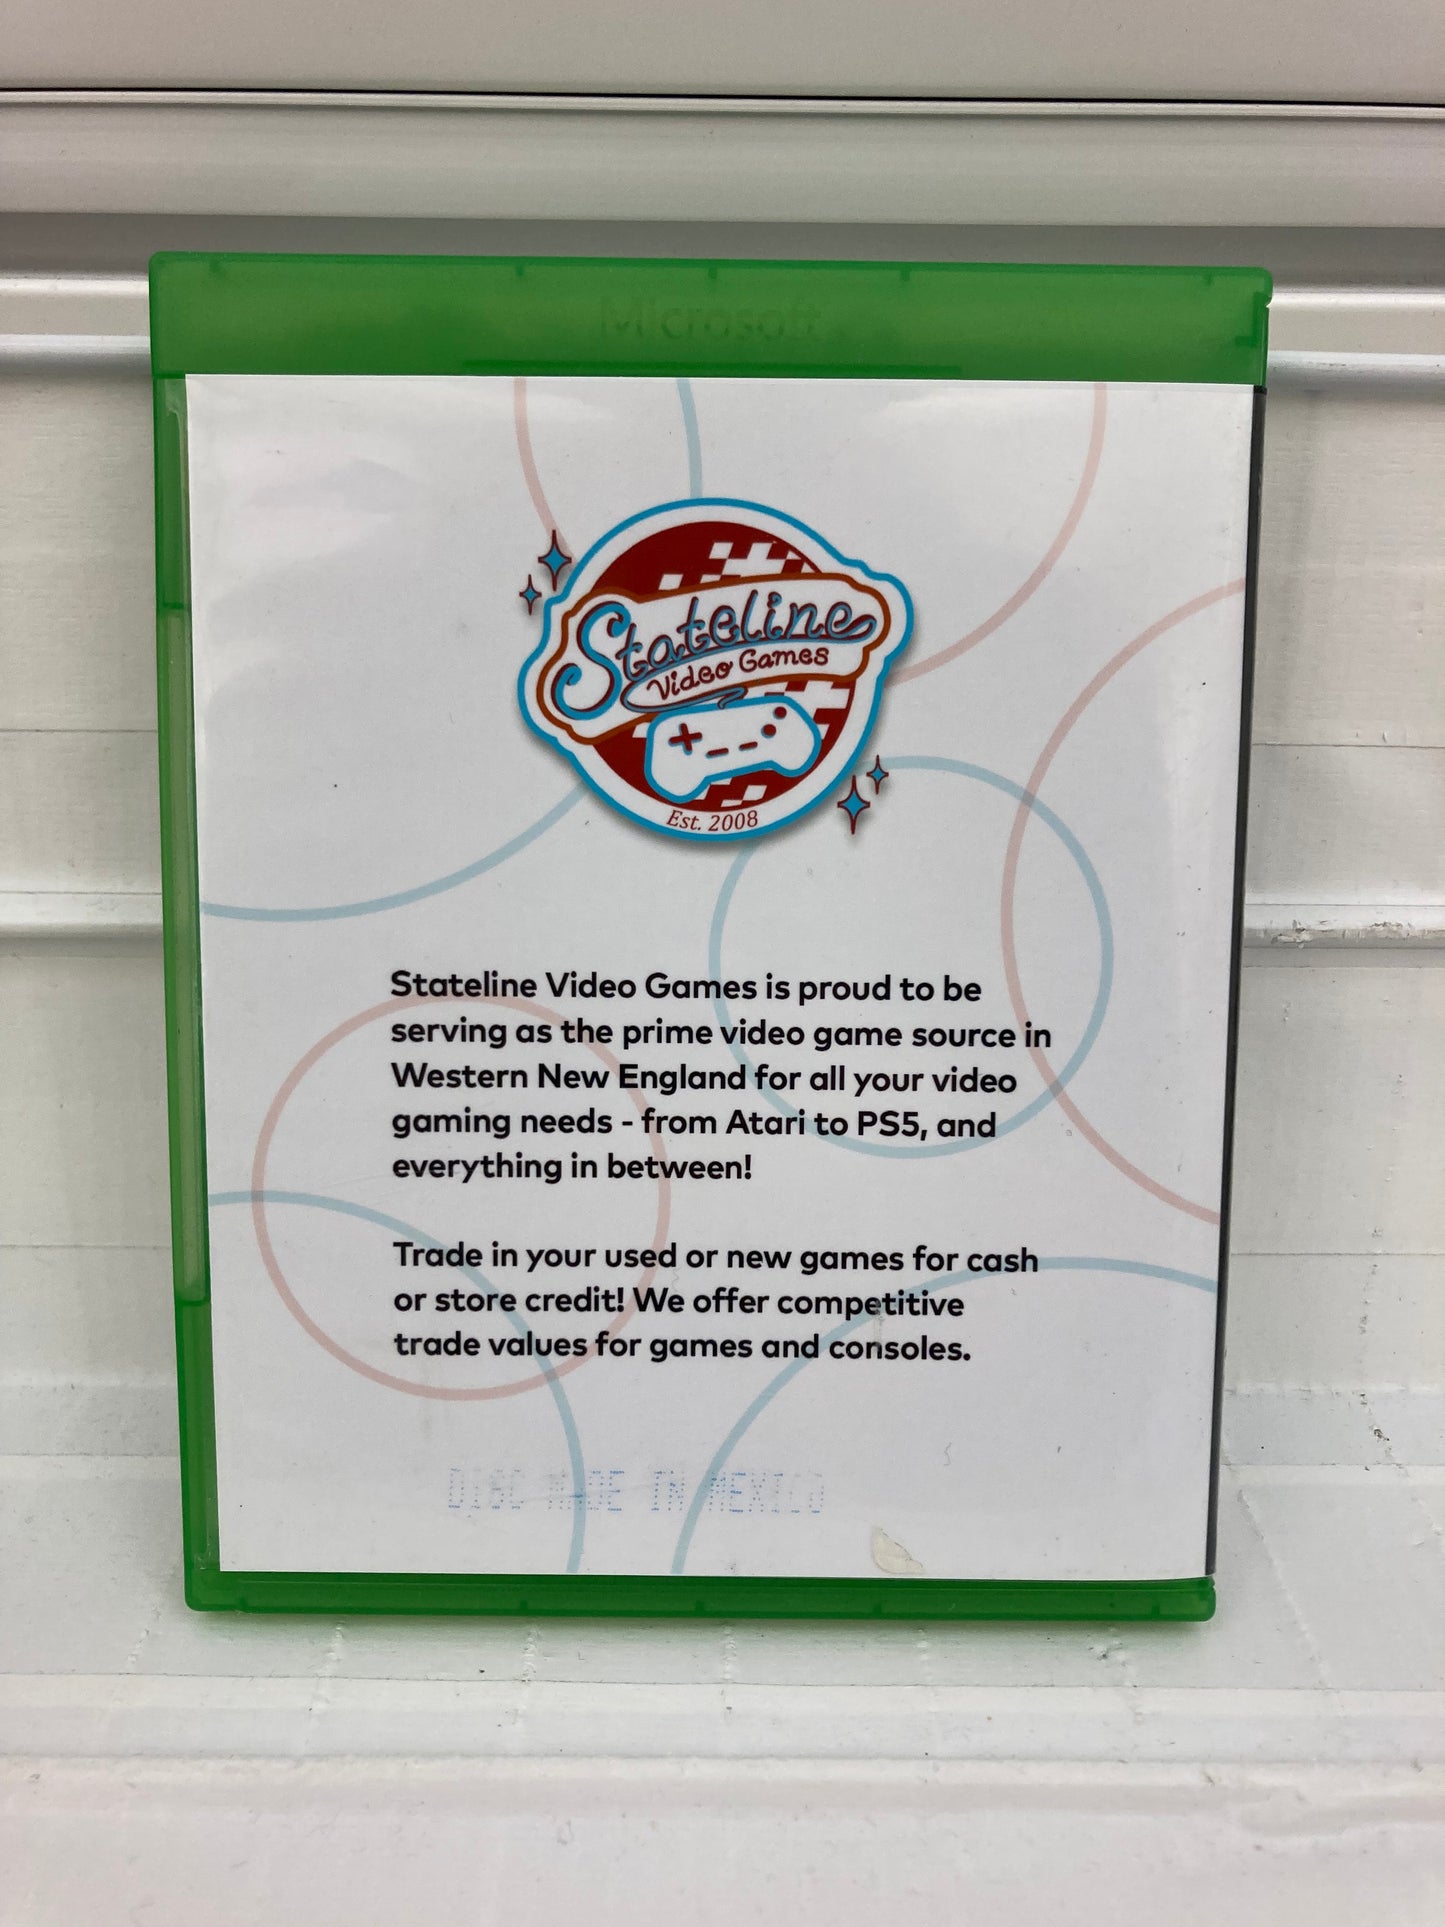 Microsoft
Stateline
Video Games
Est. 2008
Stateline Video Games is proud to be
serving as the prime video game source in
Western New England for all your video
gaming needs - from Atari to PS5, and
everything in between!
Trade in your used or new games for cash
or store credit! We offer competitive
trade values for games and consoles.
DISC MADE IN MEXICO